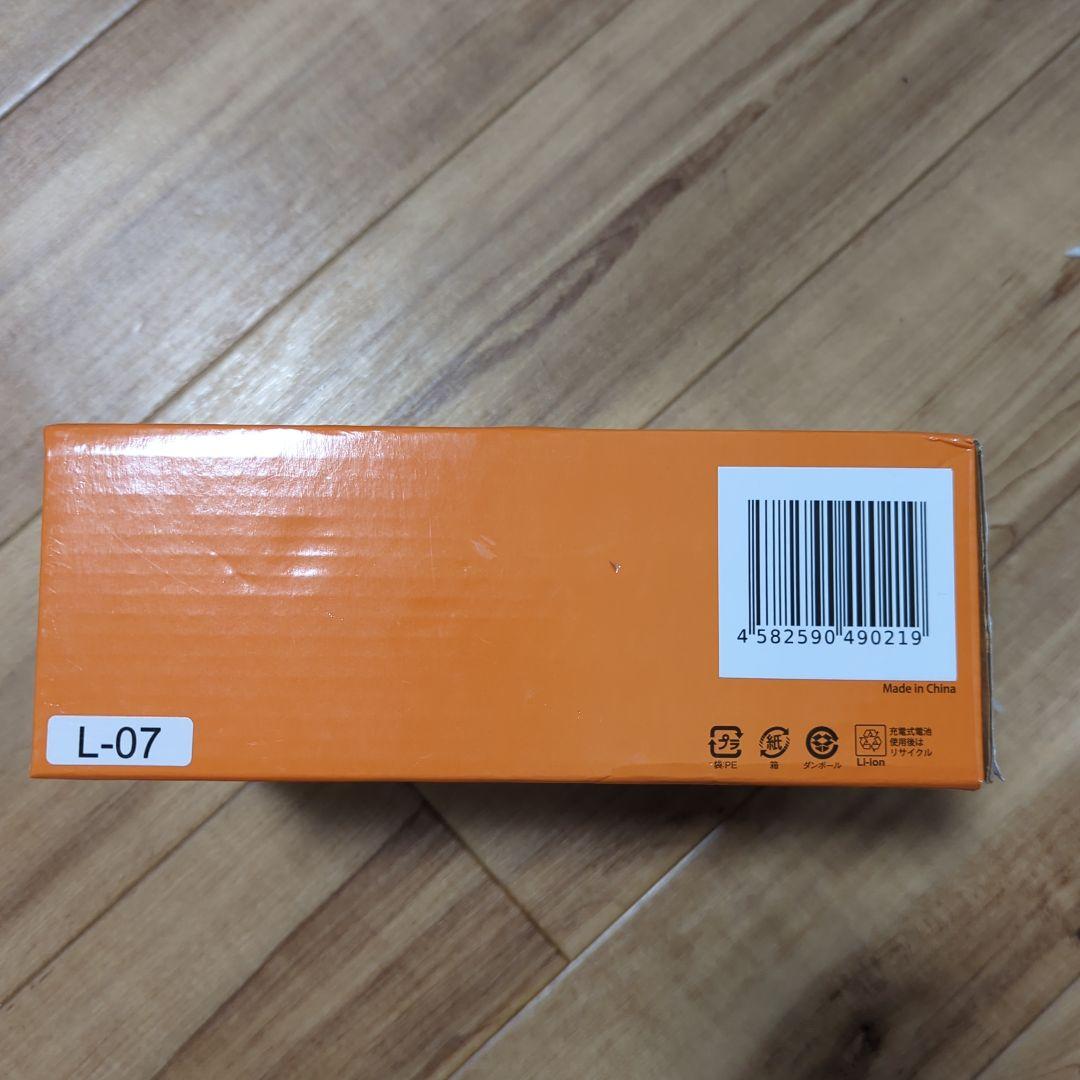 4 582590 490219
Made in China
L-07
プラ
袋:PE
紙
箱
ダンボール
Li-ion
充電式電池
使用後は
リサイクル